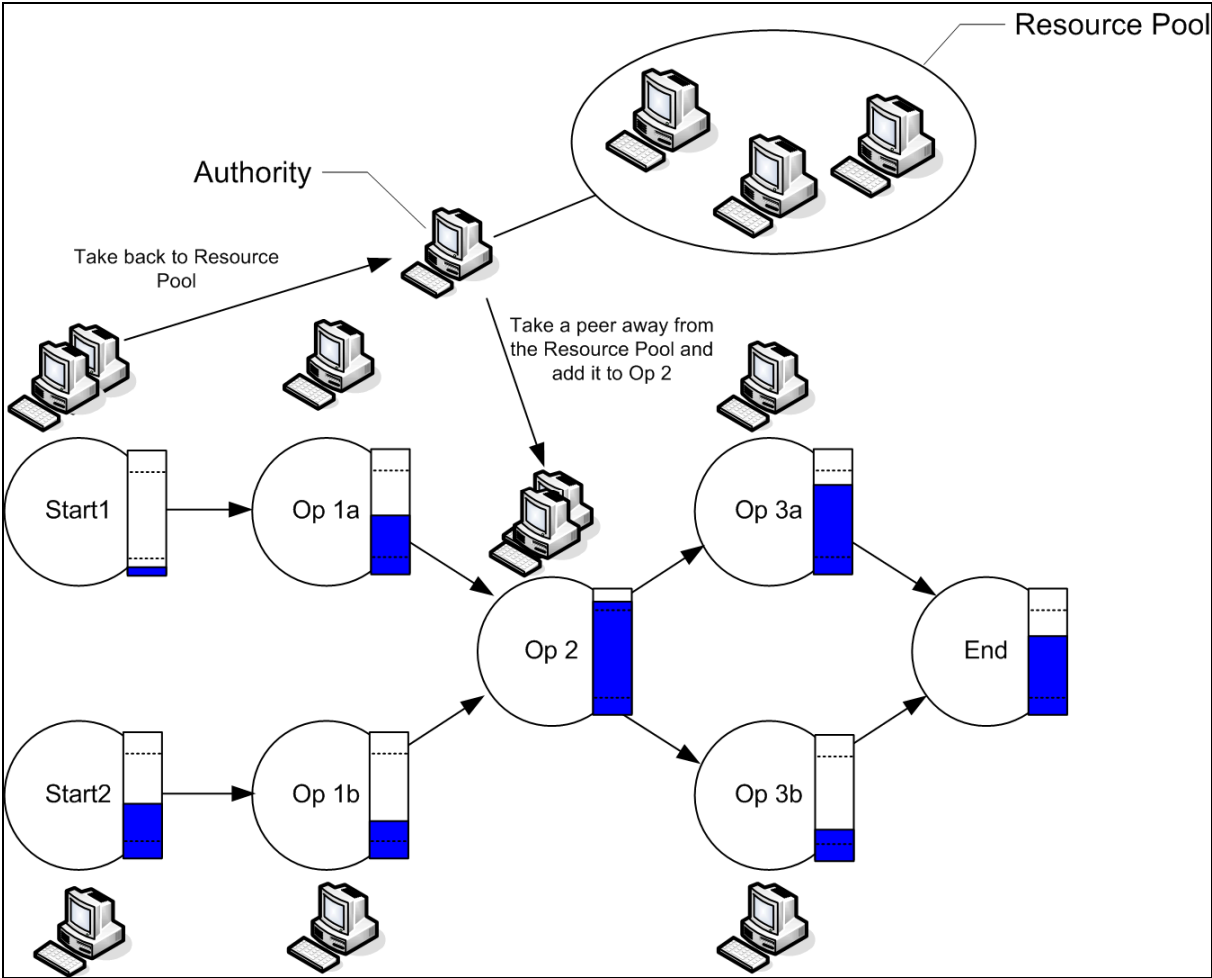 Resource Pool
Authority
Take back to Resource
Pool
Take a peer away from
the Resource Pool and
add it to Op 2
Start1
Op 1a
Op 3a
Op 2
End
Start2
Op 1b
Op 3b